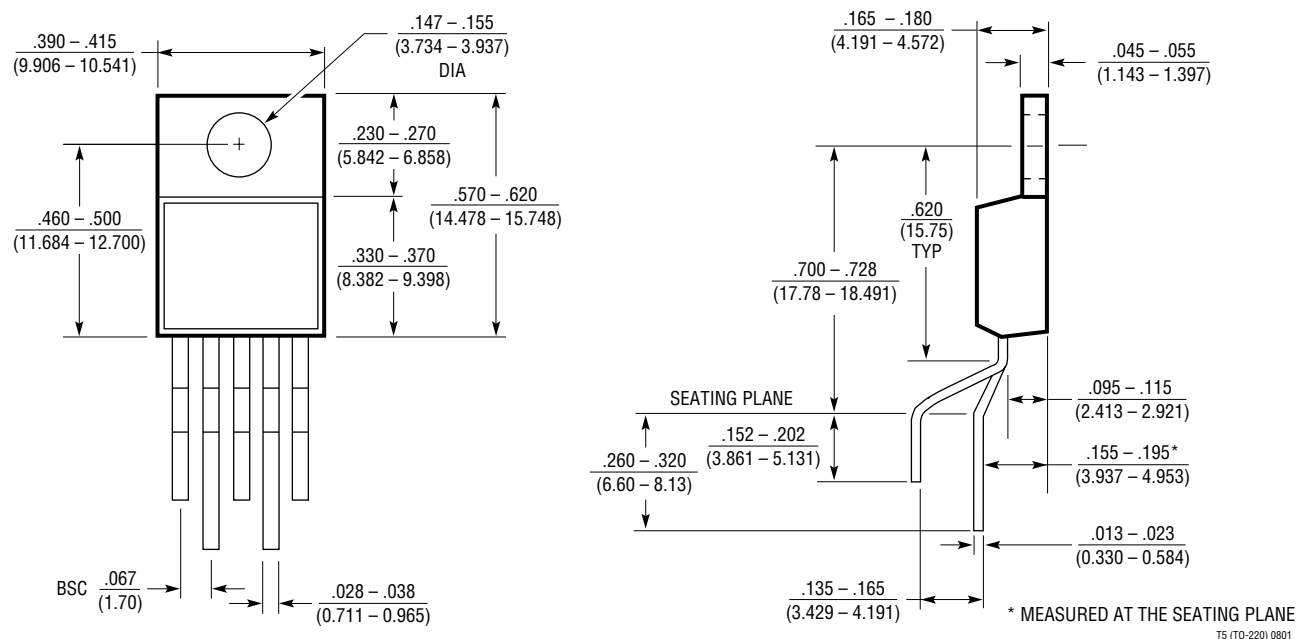 .390 – .415
(9.906 – 10.541)
.147 – .155
(3.734 – 3.937)
DIA
.230 – .270
(5.842 – 6.858)
.460 – .500
(11.684 – 12.700)
.570 – .620
(14.478 – 15.748)
.330 – .370
(8.382 – 9.398)
BSC
.067
(1.70)
.028 – .038
(0.711 – 0.965)
.165 – .180
(4.191 – 4.572)
.045 – .055
(1.143 – 1.397)
.620
(15.75)
TYP
.700 – .728
(17.78 – 18.491)
SEATING PLANE
.152 – .202
(3.861 – 5.131)
.260 – .320
(6.60 – 8.13)
.095 – .115
(2.413 – 2.921)
.155 – .195*
(3.937 – 4.953)
.013 – .023
(0.330 – 0.584)
.135 – .165
(3.429 – 4.191)
* MEASURED AT THE SEATING PLANE
T5 (TO-220) 0801